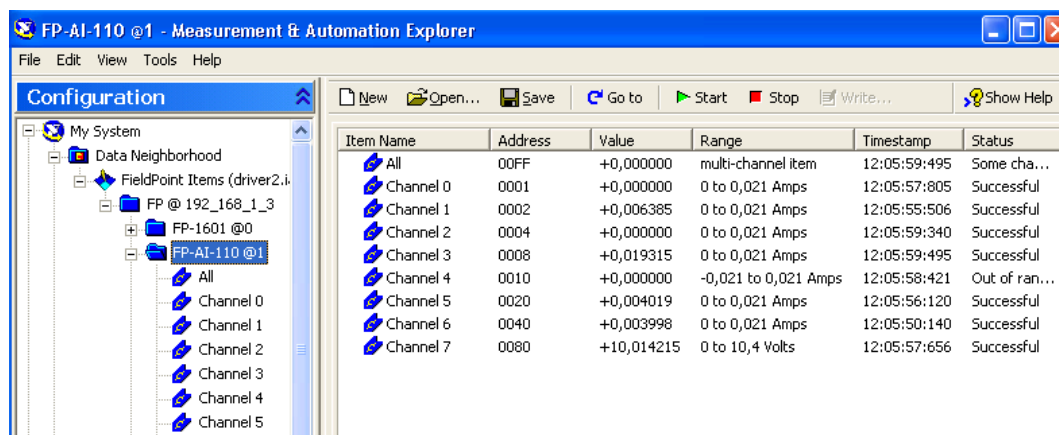 FP-AI-110 @1 - Measurement & Automation Explorer
File Edit View Tools Help
Configuration
New Open... Save Go to Start Stop Write... Show Help
My System
Data Neighborhood
FieldPoint Items (driver2.i
FP @ 192_168_1_3
FP-1601 @0
FP-AI-110 @1
All
Channel 0
Channel 1
Channel 2
Channel 3
Channel 4
Channel 5
Item Name Address Value Range Timestamp Status
All 00FF +0,000000 multi-channel item 12:05:59:495 Some cha...
Channel 0 0001 +0,000000 0 to 0,021 Amps 12:05:57:805 Successful
Channel 1 0002 +0,006385 0 to 0,021 Amps 12:05:55:506 Successful
Channel 2 0004 +0,000000 0 to 0,021 Amps 12:05:59:340 Successful
Channel 3 0008 +0,019315 0 to 0,021 Amps 12:05:59:495 Successful
Channel 4 0010 +0,000000 -0,021 to 0,021 Amps 12:05:58:421 Out of ran...
Channel 5 0020 +0,004019 0 to 0,021 Amps 12:05:56:120 Successful
Channel 6 0040 +0,003998 0 to 0,021 Amps 12:05:50:140 Successful
Channel 7 0080 +10,014215 0 to 10,4 Volts 12:05:57:656 Successful